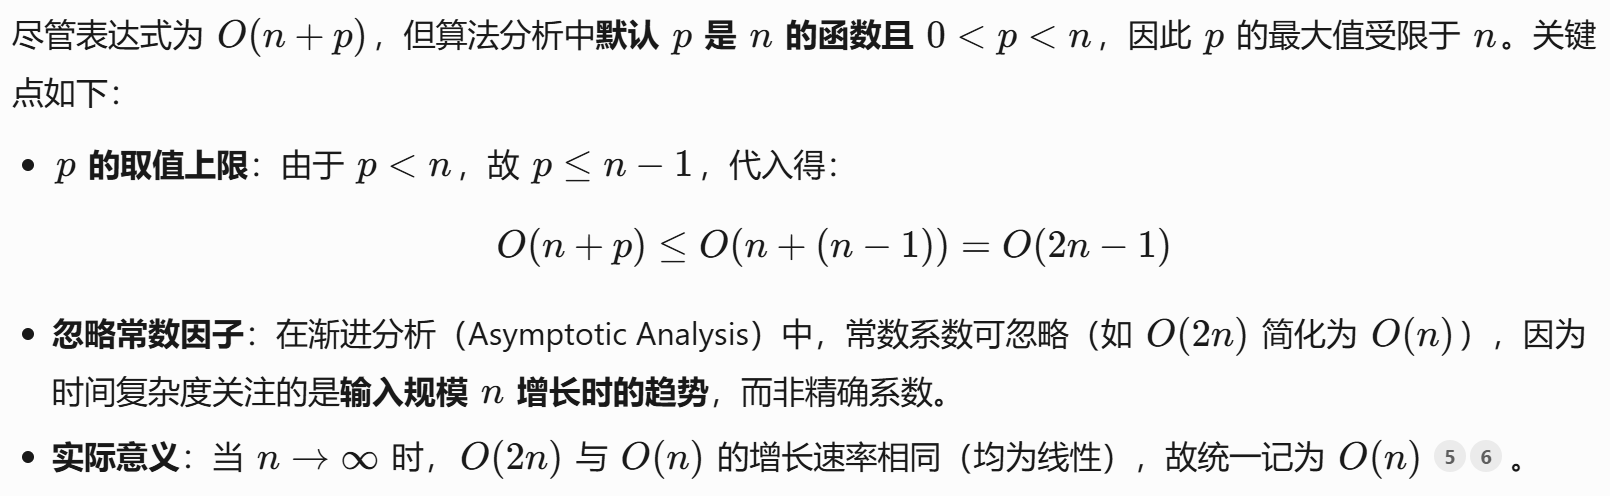 尽管表达式为 O(n + p)，但算法分析中默认 p 是 n 的函数且 0 < p < n，因此 p 的最大值受限于 n。关键
点如下：
• p 的取值上限：由于 p < n，故 p ≤ n − 1，代入得：
O(n + p) ≤ O(n + (n − 1)) = O(2n − 1)
• 忽略常数因子：在渐进分析（Asymptotic Analysis）中，常数系数可忽略（如 O(2n) 简化为 O(n)），因为
时间复杂度关注的是输入规模 n 增长时的趋势，而非精确系数。
• 实际意义：当 n → ∞ 时，O(2n) 与 O(n) 的增长速率相同（均为线性），故统一记为 O(n) 5 6 。